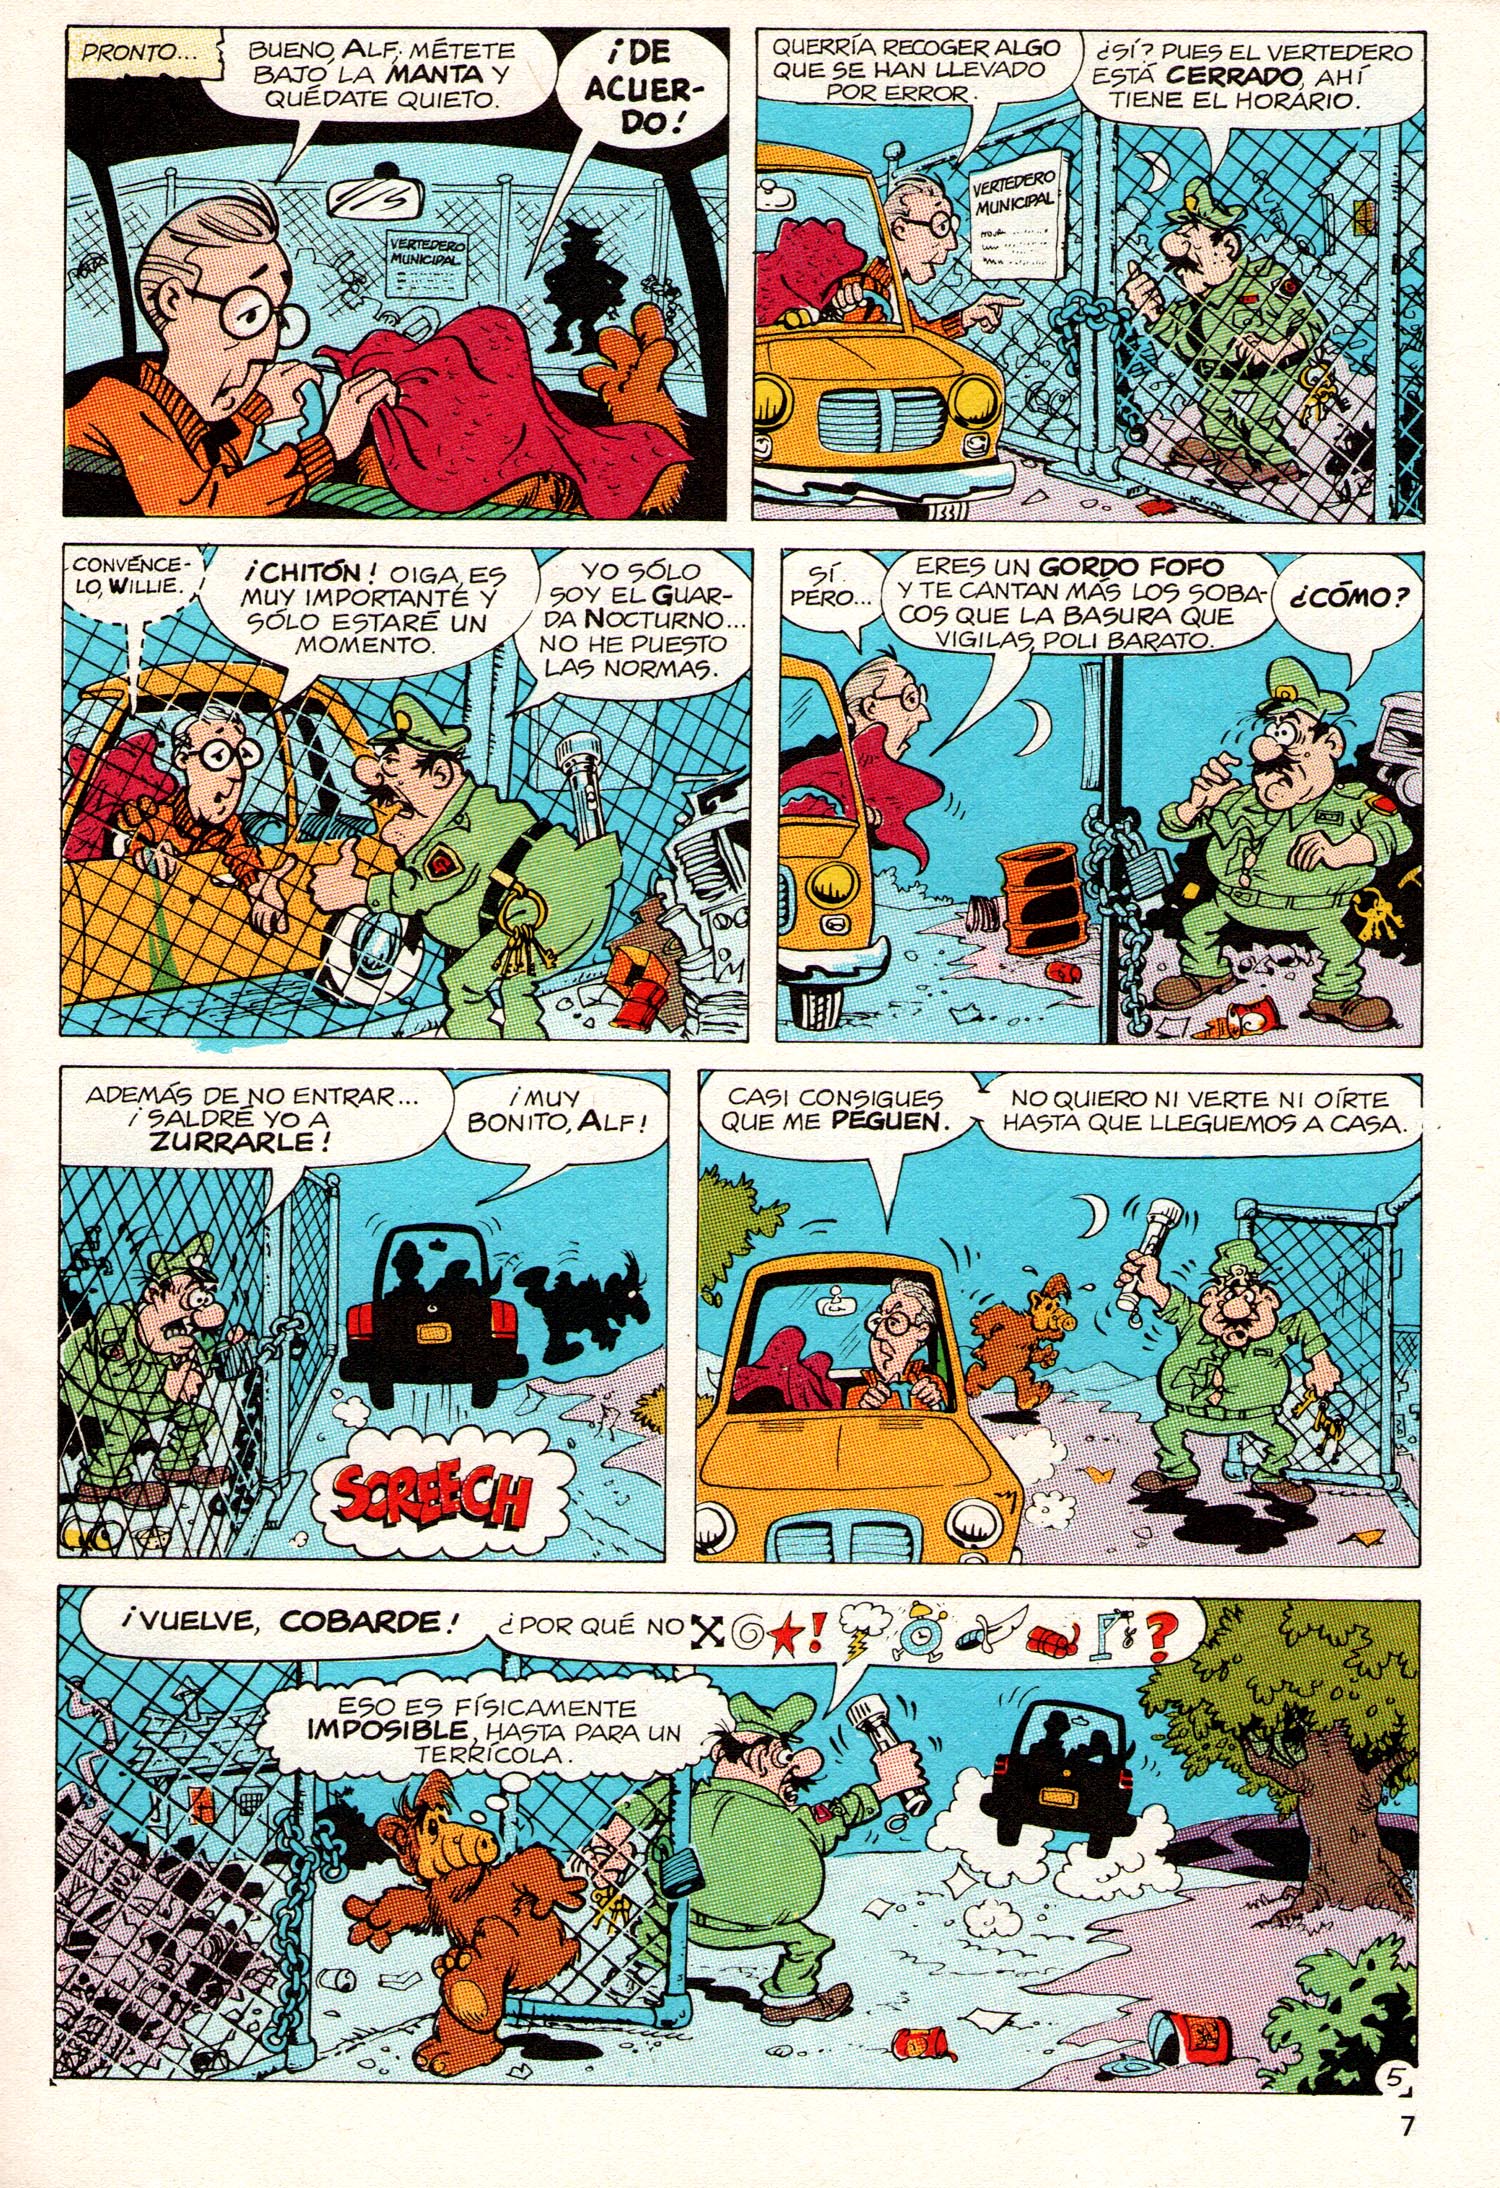 PRONTO...
BUENO, ALF; MÉTETE
BAJO LA MANTA Y
QUÉDATE QUIETO.
¡DE
ACUER-
DO!
VERTEDERO
MUNICIPAL
QUERRÍA RECOGER ALGO
QUE SE HAN LLEVADO
POR ERROR.
¿SÍ? PUES EL VERTEDERO
ESTÁ CERRADO, AHÍ
TIENE EL HORARIO.
VERTEDERO
MUNICIPAL
CONVÉNCE-
LO, WILLIE.
¡CHITÓN! OIGA, ES
MUY IMPORTANTE Y
SÓLO ESTARÉ UN
MOMENTO.
YO SÓLO
SOY EL GUAR-
DA NOCTURNO...
NO HE PUESTO
LAS NORMAS.
SÍ.
PERO...
ERES UN GORDO FOFO
Y TE CANTAN MÁS LOS SOBA-
COS QUE LA BASURA QUE
VIGILAS, POLI BARATO.
¿CÓMO?
ADEMÁS DE NO ENTRAR...
¡SALDRÉ YO A
ZURRARLE!
¡MUY
BONITO, ALF!
SCREECH
CASI CONSIGUES
QUE ME PEGUEN.
NO QUIERO NI VERTE NI OÍRTE
HASTA QUE LLEGUEMOS A CASA.
¡VUELVE, COBARDE!
¿POR QUÉ NO ! ?
ESO ES FÍSICAMENTE
IMPOSIBLE, HASTA PARA UN
TERRÍCOLA.
5
7